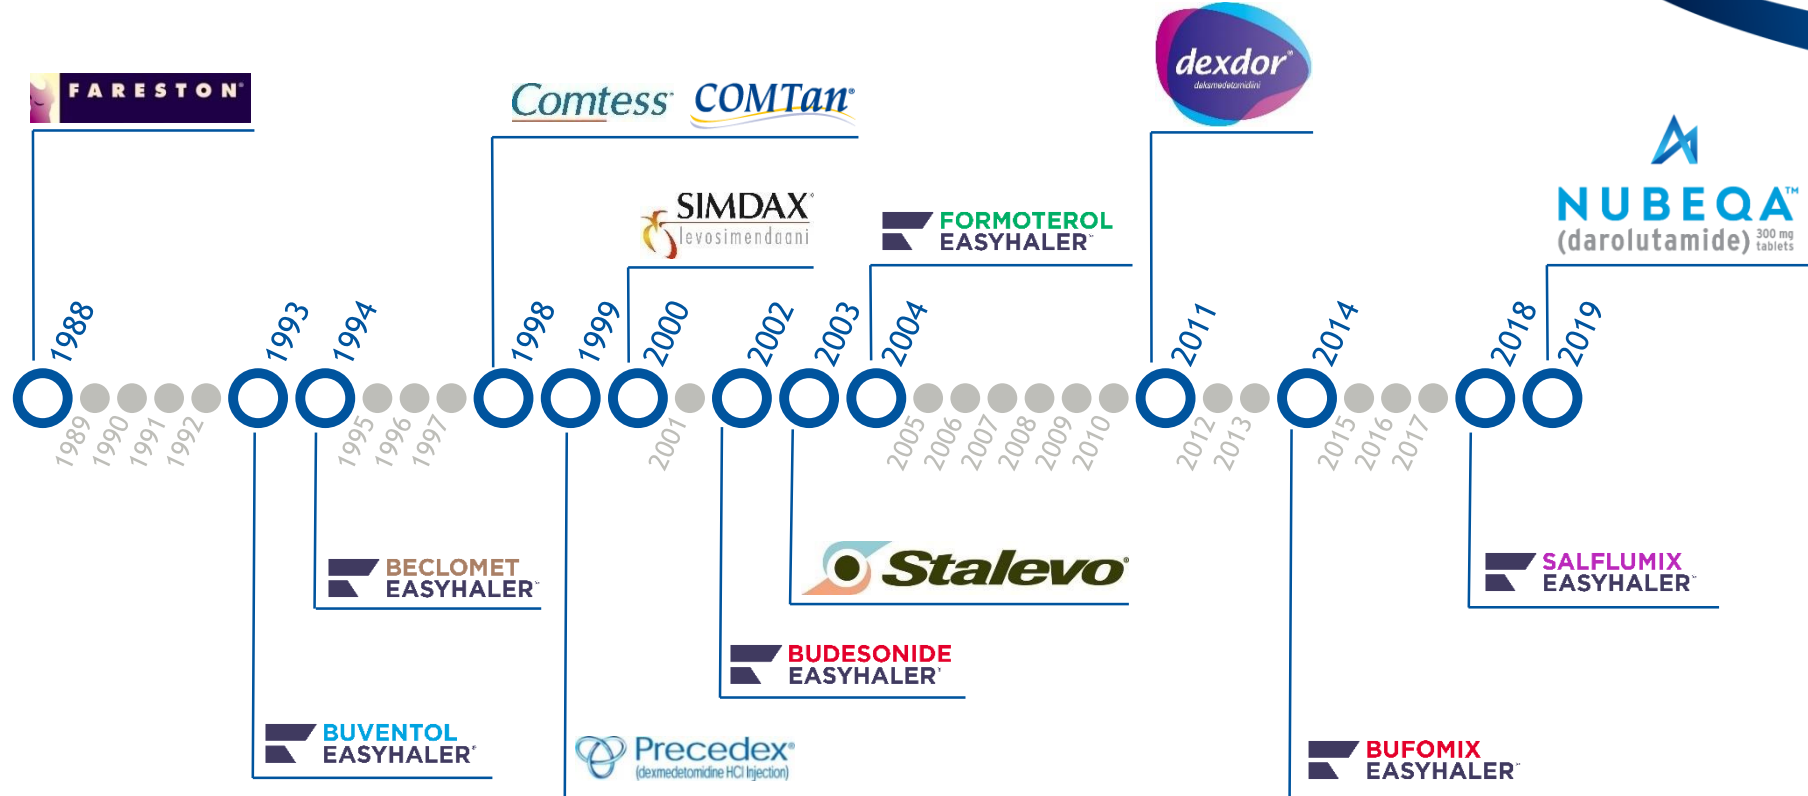 FARESTON®
Comtess® COMTan®
dexdor®
deksmedetomidiini
SIMDAX®
levosimendaani
FORMOTEROL
EASYHALER
NUBEQA™
(darolutamide) 300 mg
tablets
1988
1993
1994
1998
1999
2000
2002
2003
2004
2011
2014
2018
2019
1989
1990
1991
1992
1995
1996
1997
2001
2005
2006
2007
2008
2009
2010
2012
2013
2015
2016
2017
BECLOMET
EASYHALER
Stalevo®
SALFLUMIX
EASYHALER
BUDESONIDE
EASYHALER
BUVENTOL
EASYHALER
Precedex®
(dexmedetomidine HCl Injection)
BUFOMIX
EASYHALER